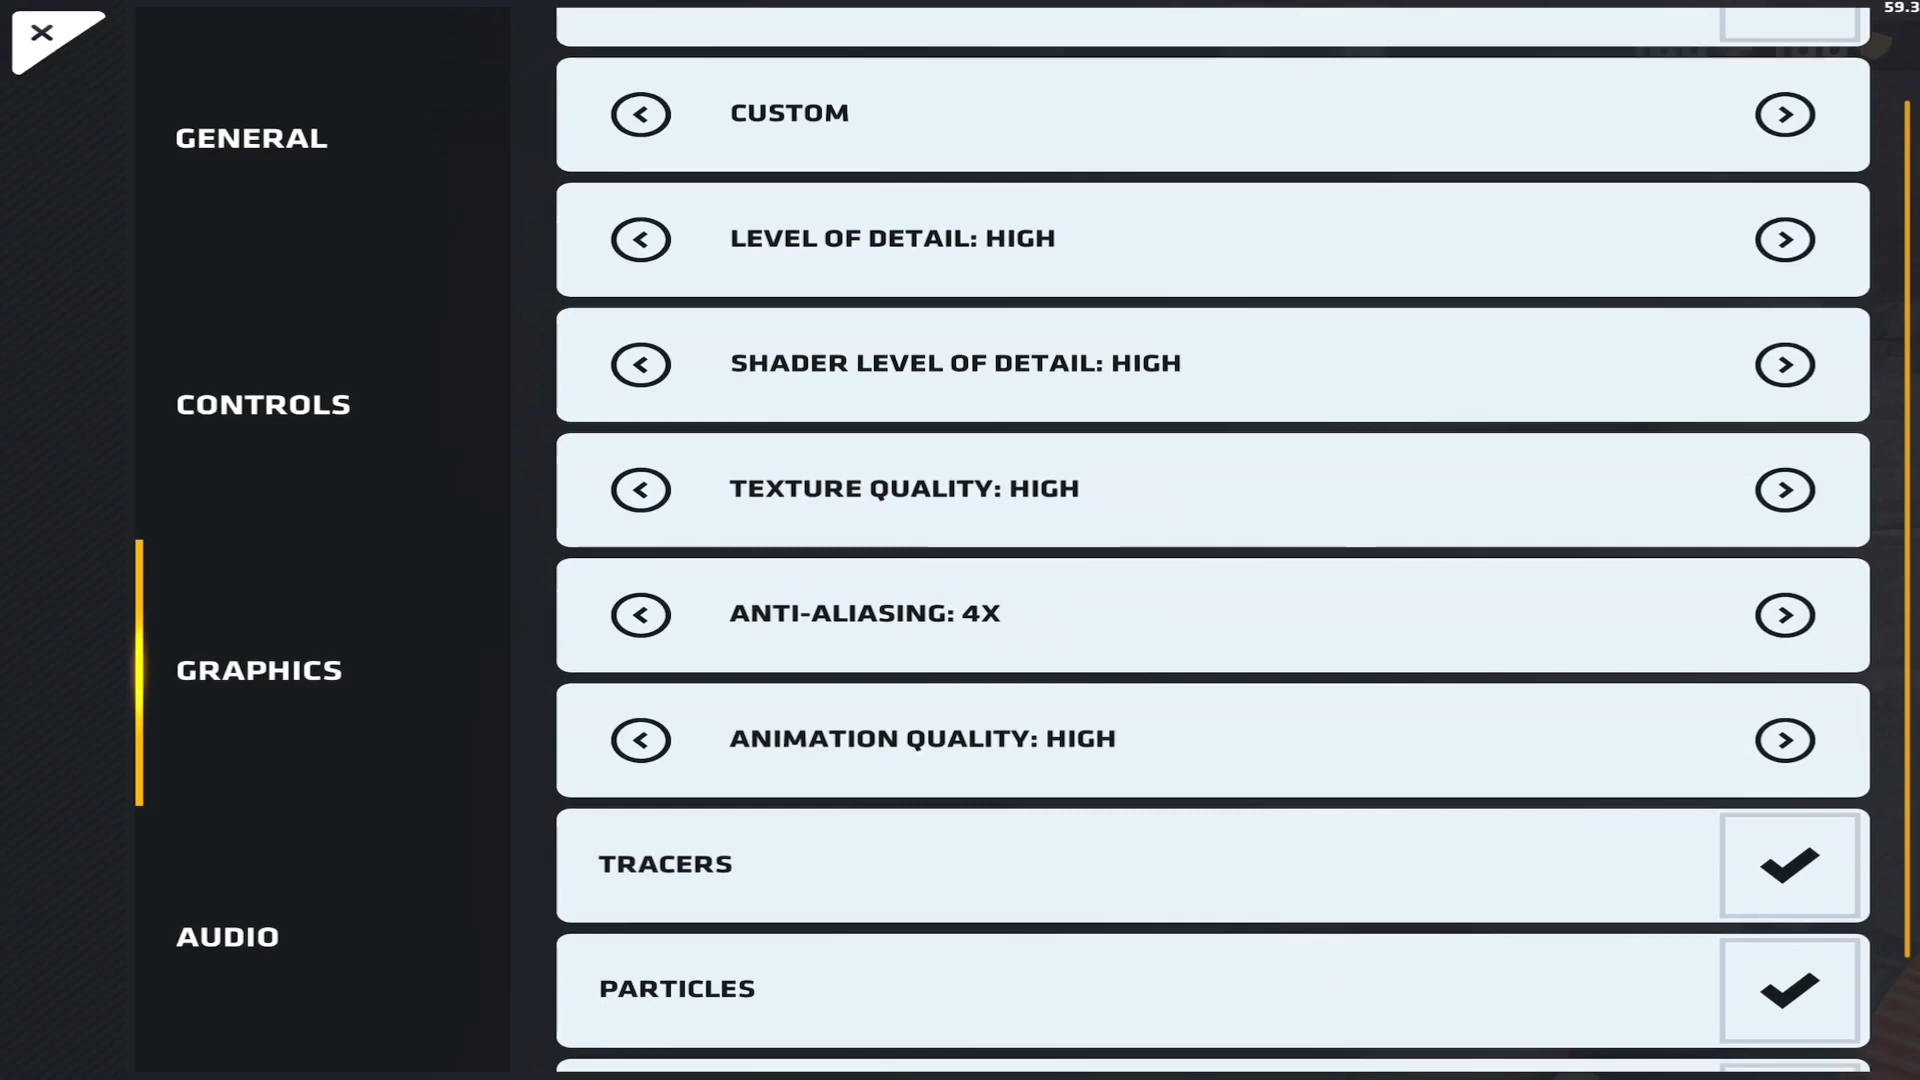 59.3
GENERAL
CONTROLS
GRAPHICS
AUDIO
CUSTOM
LEVEL OF DETAIL: HIGH
SHADER LEVEL OF DETAIL: HIGH
TEXTURE QUALITY: HIGH
ANTI-ALIASING: 4X
ANIMATION QUALITY: HIGH
TRACERS
PARTICLES